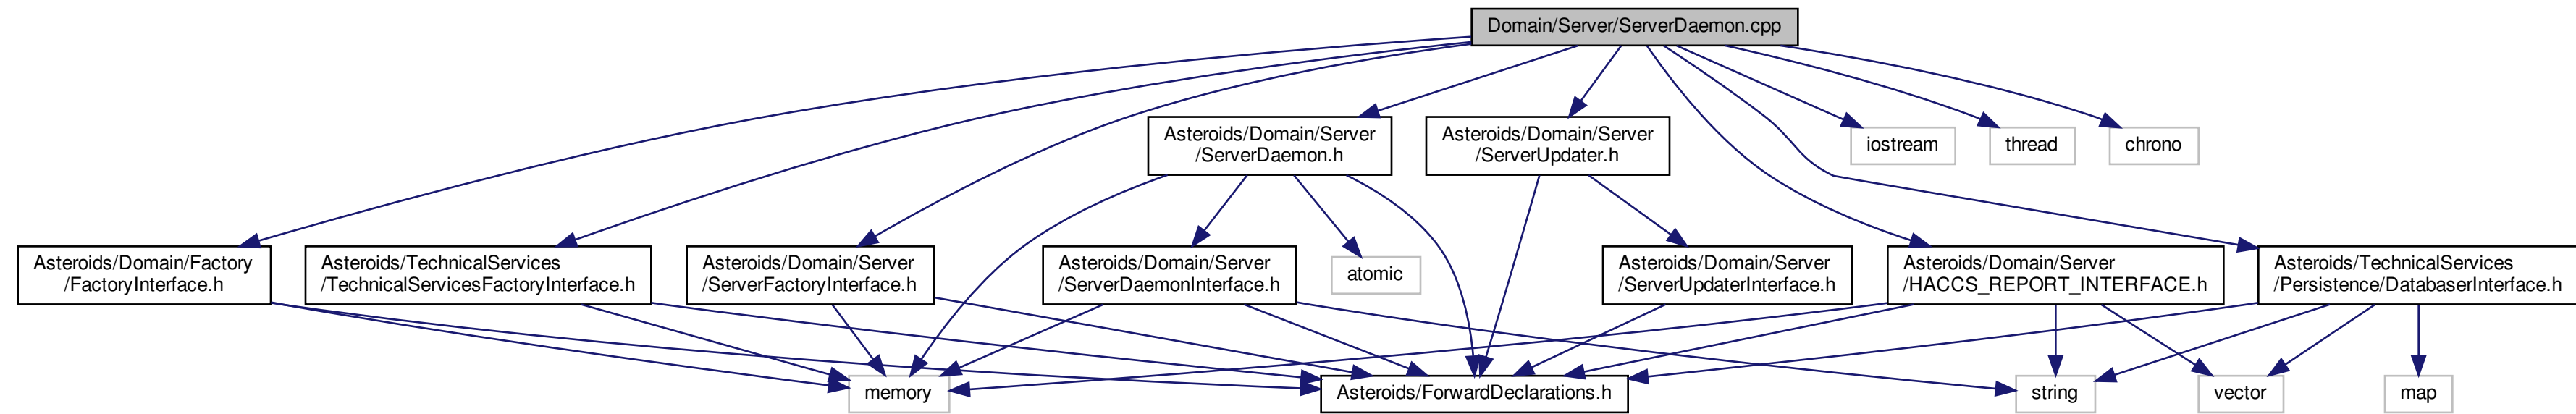 Domain/Server/ServerDaemon.cpp
Asteroids/Domain/Server
/ServerDaemon.h
Asteroids/Domain/Server
/ServerUpdater.h
iostream
thread
chrono
Asteroids/Domain/Factory
/FactoryInterface.h
Asteroids/TechnicalServices
/TechnicalServicesFactoryInterface.h
Asteroids/Domain/Server
/ServerFactoryInterface.h
Asteroids/Domain/Server
/ServerDaemonInterface.h
atomic
Asteroids/Domain/Server
/ServerUpdaterInterface.h
Asteroids/Domain/Server
/HACCS_REPORT_INTERFACE.h
Asteroids/TechnicalServices
/Persistence/DatabaserInterface.h
memory
Asteroids/ForwardDeclarations.h
string
vector
map